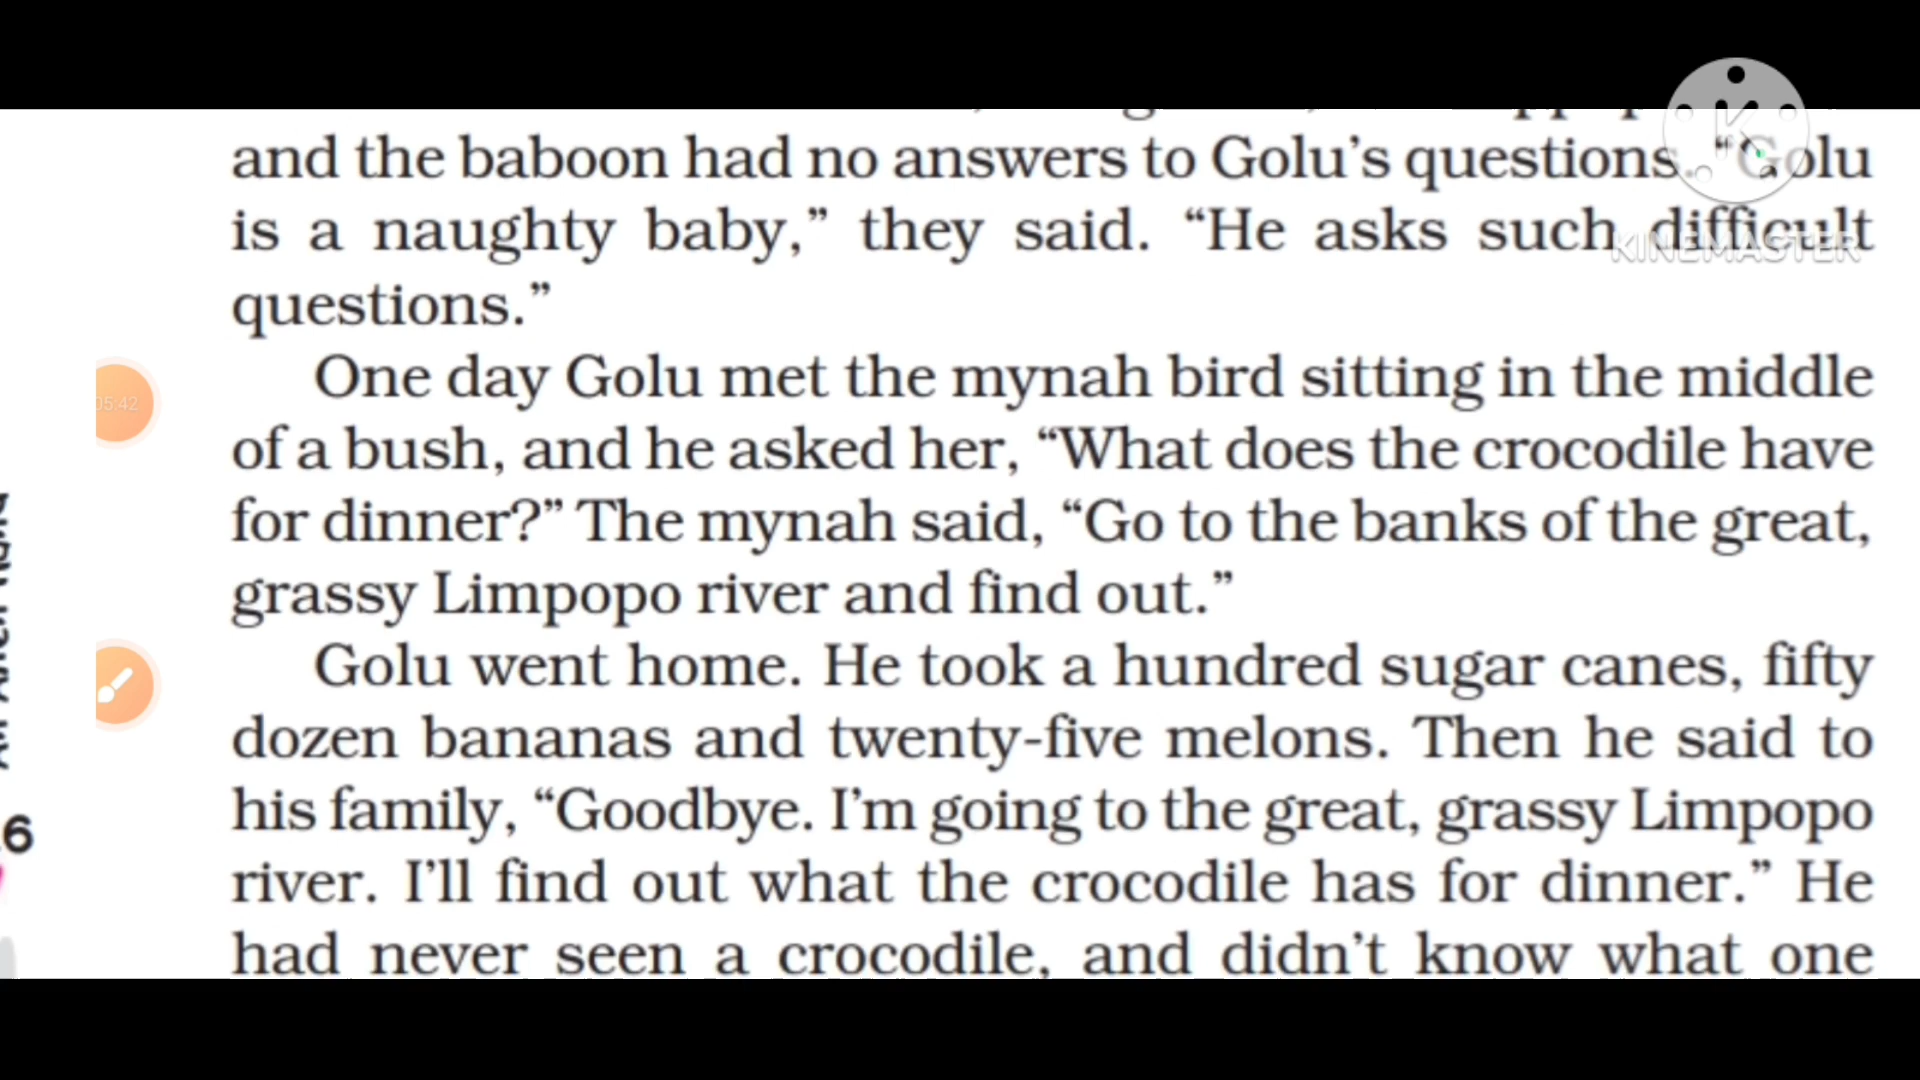 and the baboon had no answers to Golu’s questions. “Golu
is a naughty baby,” they said. “He asks such difficult
questions.”
One day Golu met the mynah bird sitting in the middle
of a bush, and he asked her, “What does the crocodile have
for dinner?” The mynah said, “Go to the banks of the great,
grassy Limpopo river and find out.”
Golu went home. He took a hundred sugar canes, fifty
dozen bananas and twenty-five melons. Then he said to
his family, “Goodbye. I’m going to the great, grassy Limpopo
river. I’ll find out what the crocodile has for dinner.” He
had never seen a crocodile, and didn’t know what one
KINEMASTER
05:42
6